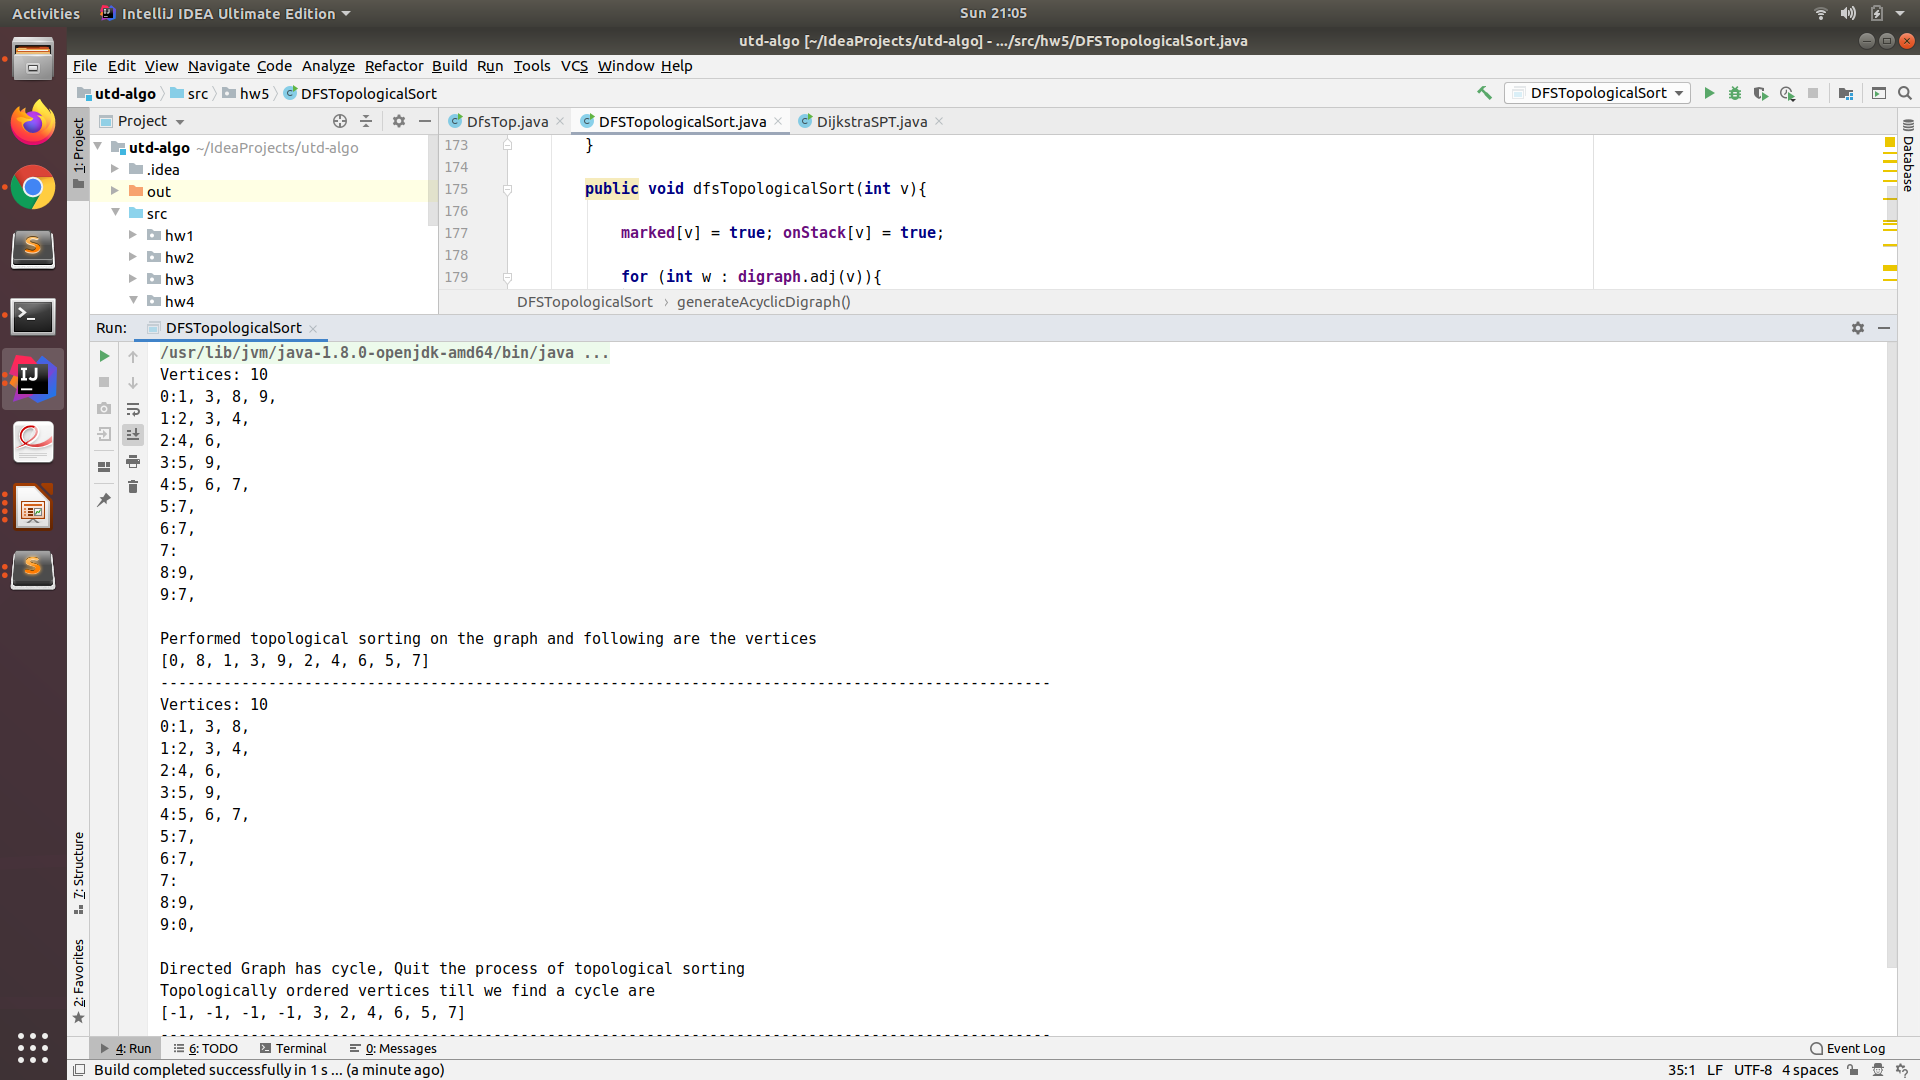 Activities
IntelliJ IDEA Ultimate Edition
Sun 21:05
utd-algo [~/IdeaProjects/utd-algo] - .../src/hw5/DFSTopologicalSort.java
File Edit View Navigate Code Analyze Refactor Build Run Tools VCS Window Help
utd-algo src hw5 DFSTopologicalSort
DFSTopologicalSort
1: Project
Project
utd-algo ~/IdeaProjects/utd-algo
.idea
out
src
hw1
hw2
hw3
hw4
DfsTop.java DFSTopologicalSort.java DijkstraSPT.java
173 }
174
175 public void dfsTopologicalSort(int v){
176
177 marked[v] = true; onStack[v] = true;
178
179 for (int w : digraph.adj(v)){
DFSTopologicalSort › generateAcyclicDigraph()
Database
Run: DFSTopologicalSort
/usr/lib/jvm/java-1.8.0-openjdk-amd64/bin/java ...
Vertices: 10
0:1, 3, 8, 9,
1:2, 3, 4,
2:4, 6,
3:5, 9,
4:5, 6, 7,
5:7,
6:7,
7:
8:9,
9:7,
Performed topological sorting on the graph and following are the vertices
[0, 8, 1, 3, 9, 2, 4, 6, 5, 7]
---------------------------------------------------------------------------------------------------
Vertices: 10
0:1, 3, 8,
1:2, 3, 4,
2:4, 6,
3:5, 9,
4:5, 6, 7,
5:7,
6:7,
7:
8:9,
9:0,
Directed Graph has cycle, Quit the process of topological sorting
Topologically ordered vertices till we find a cycle are
[-1, -1, -1, -1, 3, 2, 4, 6, 5, 7]
---------------------------------------------------------------------------------------------------
7: Structure
2: Favorites
4: Run 6: TODO Terminal 0: Messages
Event Log
Build completed successfully in 1 s ... (a minute ago)
35:1 LF UTF-8 4 spaces